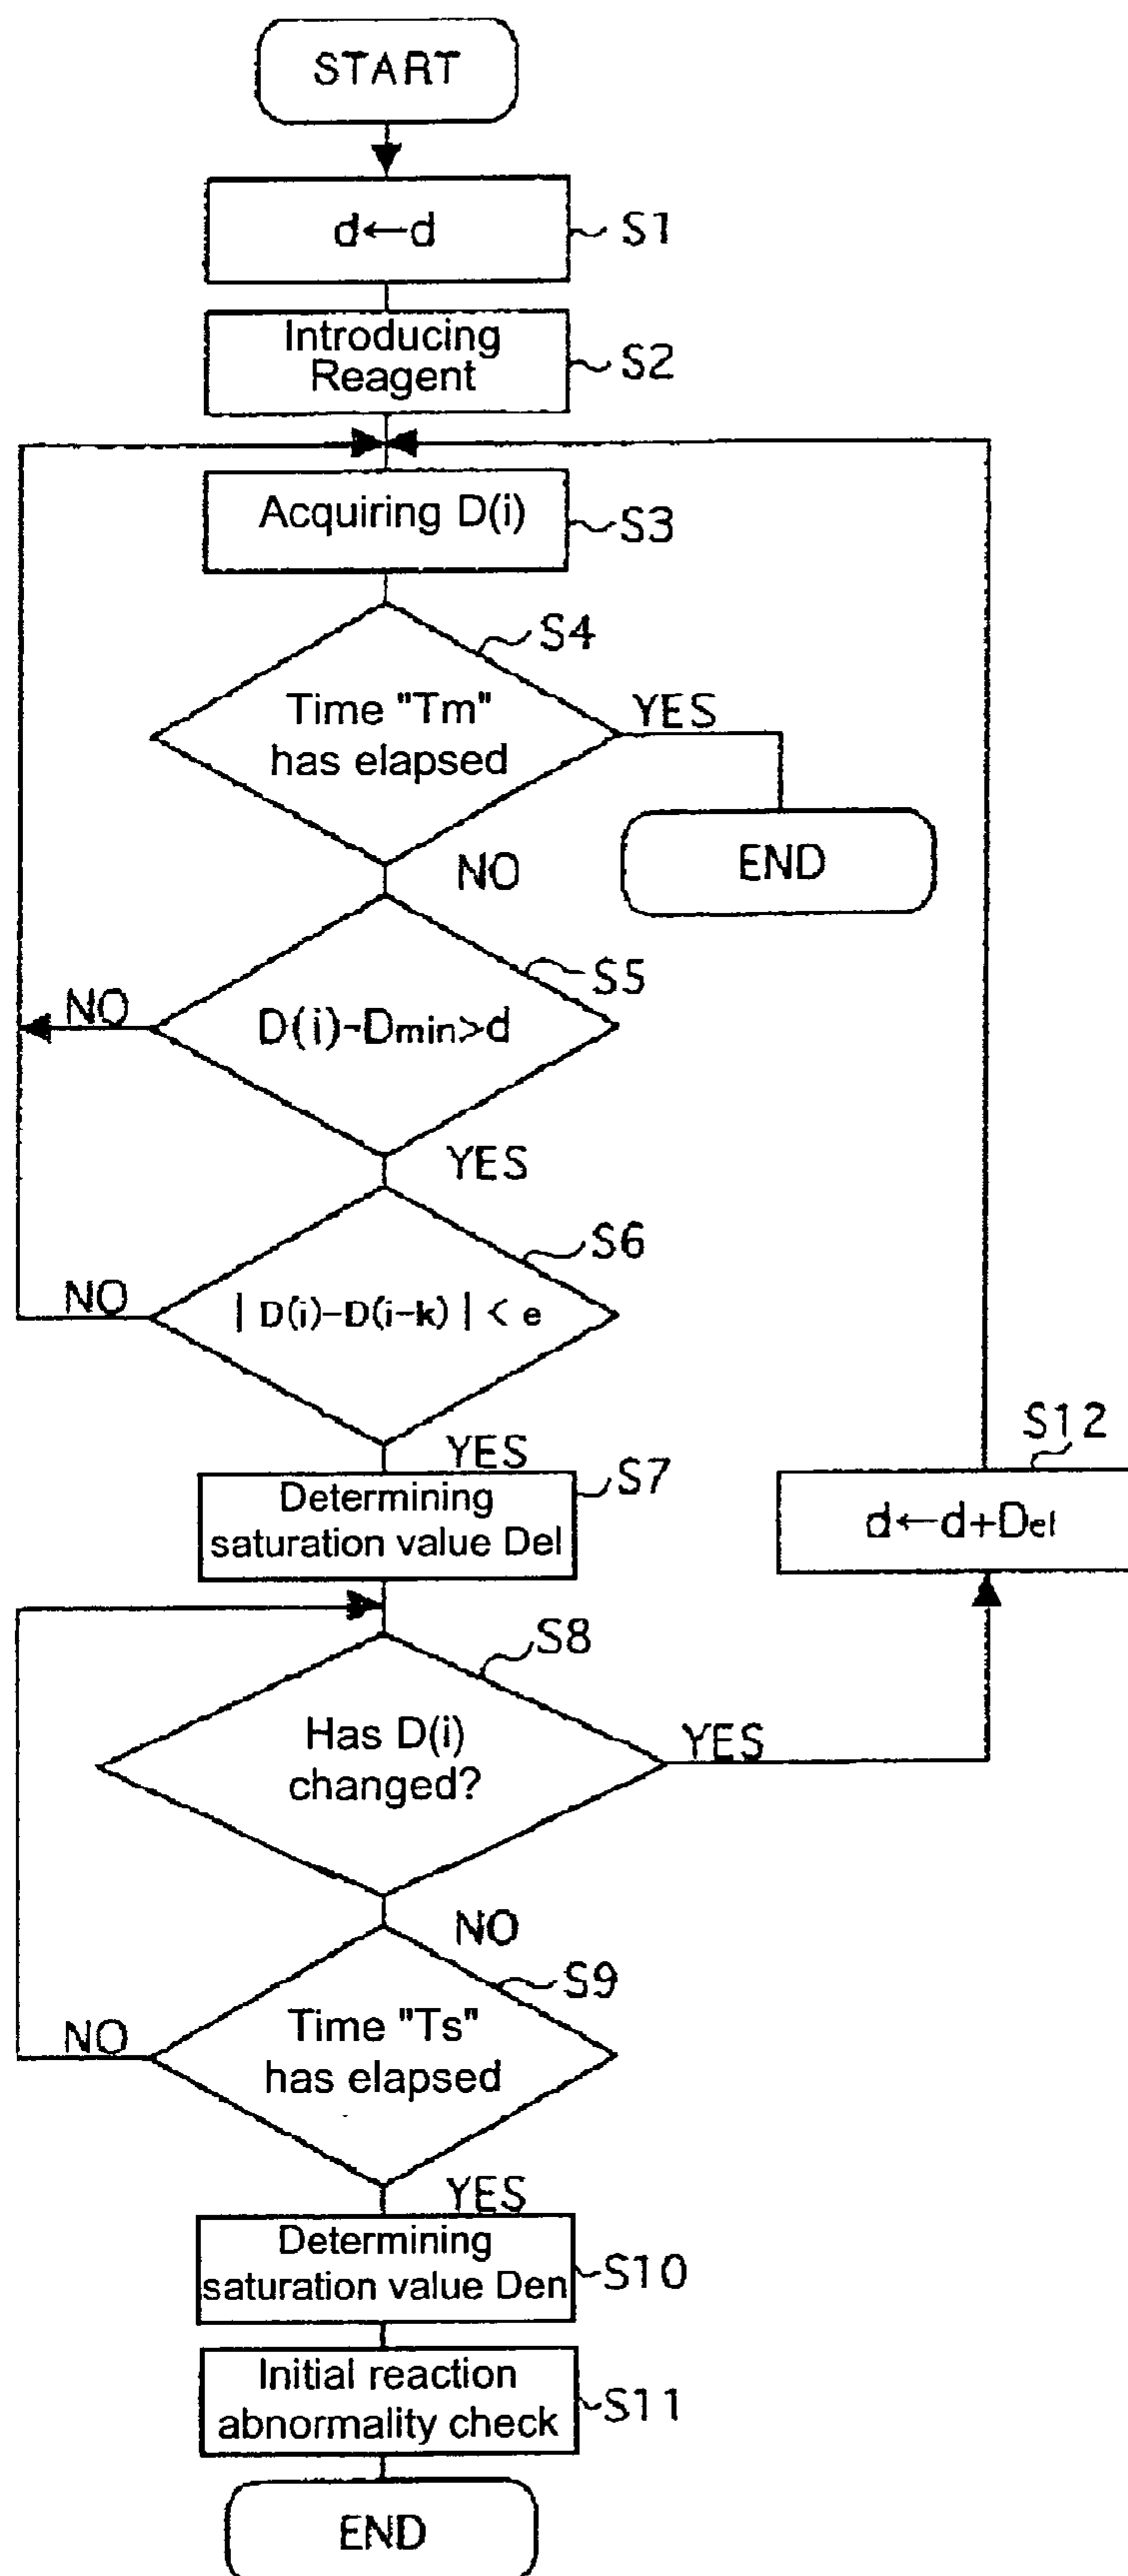 START
d←d
S1
Introducing
Reagent
S2
Acquiring D(i)
S3
S4
Time "Tm"
has elapsed
YES
END
NO
S5
D(i)-Dmin>d
NO
YES
S6
| D(i)-D(i-k) | < e
NO
YES
S7
Determining
saturation value Del
S12
d←d+Del
S8
Has D(i)
changed?
YES
NO
S9
Time "Ts"
has elapsed
NO
YES
Determining
saturation value Den
S10
Initial reaction
abnormality check
S11
END